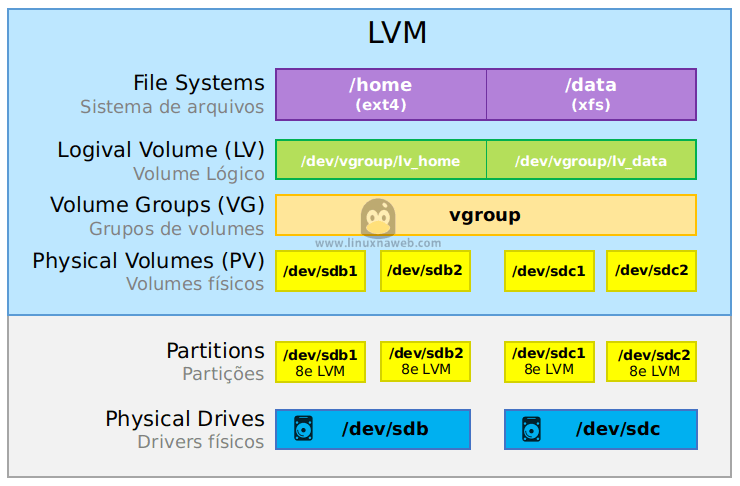 LVM
File Systems
Sistema de arquivos
/home
(ext4)
/data
(xfs)
Logival Volume (LV)
Volume Lógico
/dev/vgroup/lv_home
/dev/vgroup/lv_data
Volume Groups (VG)
Grupos de volumes
vgroup
www.linuxnaweb.com
Physical Volumes (PV)
Volumes físicos
/dev/sdb1
/dev/sdb2
/dev/sdc1
/dev/sdc2
Partitions
Partições
/dev/sdb1
8e LVM
/dev/sdb2
8e LVM
/dev/sdc1
8e LVM
/dev/sdc2
8e LVM
Physical Drives
Drivers físicos
/dev/sdb
/dev/sdc